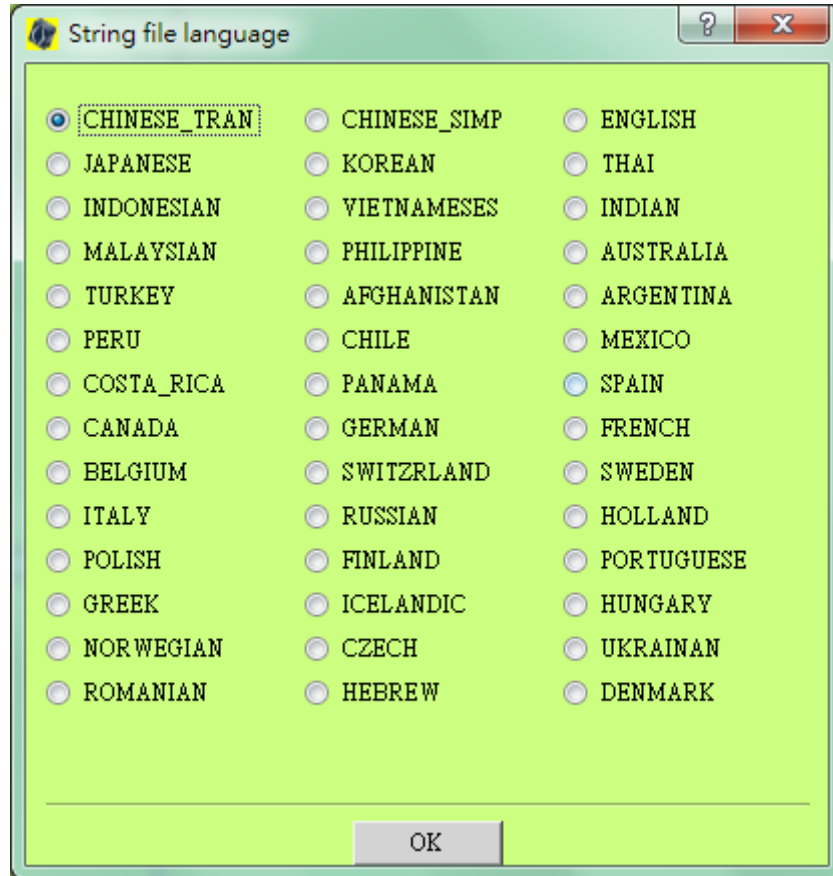 String file language
CHINESE_TRAN CHINESE_SIMP ENGLISH
JAPANESE KOREAN THAI
INDONESIAN VIETNAMESES INDIAN
MALAYSIAN PHILIPPINE AUSTRALIA
TURKEY AFGHANISTAN ARGENTINA
PERU CHILE MEXICO
COSTA_RICA PANAMA SPAIN
CANADA GERMAN FRENCH
BELGIUM SWITZRLAND SWEDEN
ITALY RUSSIAN HOLLAND
POLISH FINLAND PORTUGUESE
GREEK ICELANDIC HUNGARY
NORWEGIAN CZECH UKRAINAN
ROMANIAN HEBREW DENMARK
OK